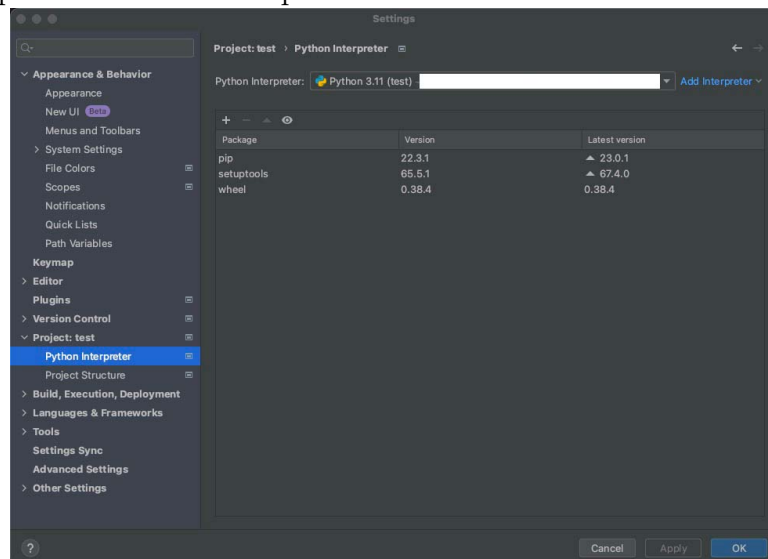 Settings
Project: test › Python Interpreter
Python Interpreter: Python 3.11 (test) - Add Interpreter
Appearance & Behavior
Appearance
New UI Beta
Menus and Toolbars
System Settings
File Colors
Scopes
Notifications
Quick Lists
Path Variables
Keymap
Editor
Plugins
Version Control
Project: test
Python Interpreter
Project Structure
Build, Execution, Deployment
Languages & Frameworks
Tools
Settings Sync
Advanced Settings
Other Settings
Package Version Latest version
pip 22.3.1 23.0.1
setuptools 65.5.1 67.4.0
wheel 0.38.4 0.38.4
? Cancel Apply OK